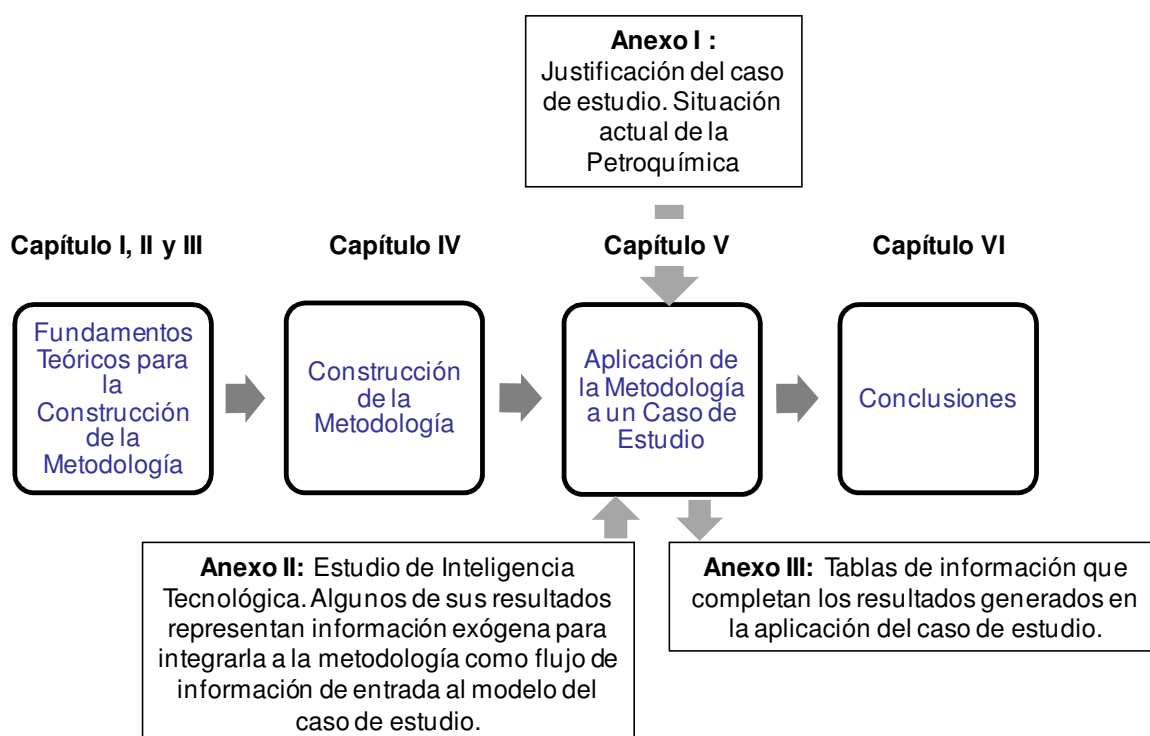 Anexo I :
Justificación del caso
de estudio. Situación
actual de la
Petroquímica
Capítulo I, II y III
Capítulo IV
Capítulo V
Capítulo VI
Fundamentos
Teóricos para
la
Construcción
de la
Metodología
Construcción
de la
Metodología
Aplicación de
la Metodología
a un Caso de
Estudio
Conclusiones
Anexo II: Estudio de Inteligencia
Tecnológica. Algunos de sus resultados
representan información exógena para
integrarla a la metodología como flujo de
información de entrada al modelo del
caso de estudio.
Anexo III: Tablas de información que
completan los resultados generados en
la aplicación del caso de estudio.